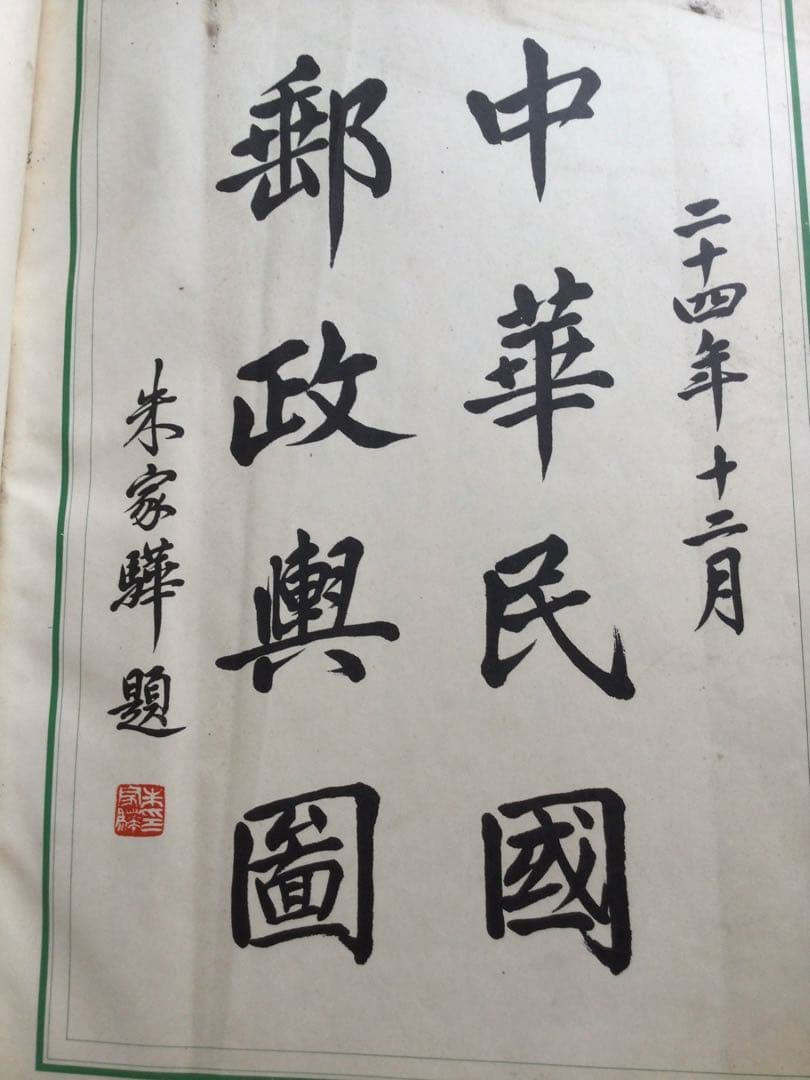 二十四年十二月
中華民國
郵政輿圖
朱家驊題